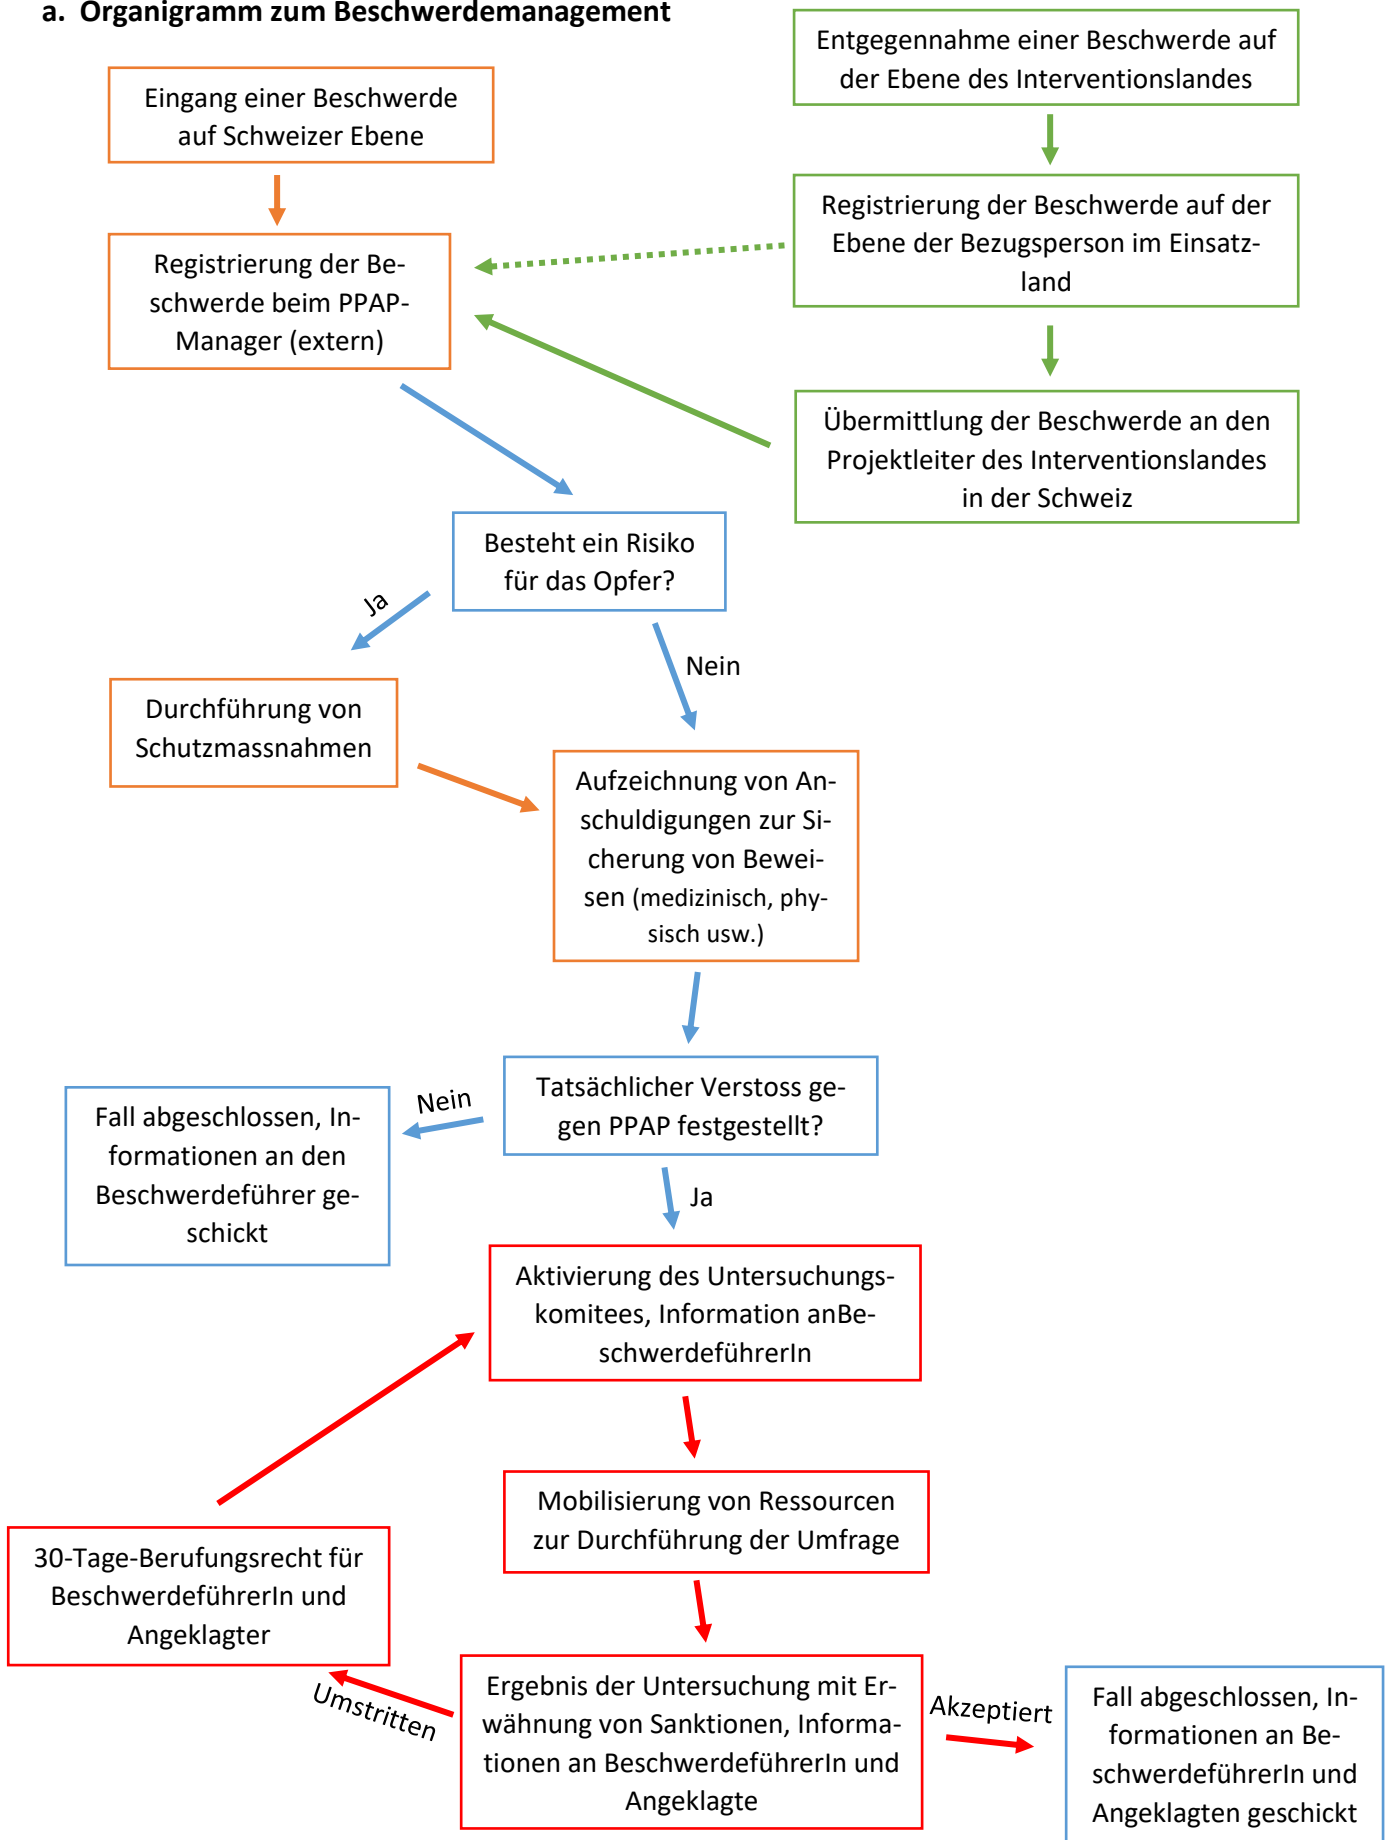 a. Organigramm zum Beschwerdemanagement
Entgegennahme einer Beschwerde auf
der Ebene des Interventionslandes
Eingang einer Beschwerde
auf Schweizer Ebene
Registrierung der Beschwerde auf der
Ebene der Bezugsperson im Einsatz-
land
Registrierung der Be-
schwerde beim PPAP-
Manager (extern)
Übermittlung der Beschwerde an den
Projektleiter des Interventionslandes
in der Schweiz
Besteht ein Risiko
für das Opfer?
Ja
Nein
Durchführung von
Schutzmassnahmen
Aufzeichnung von An-
schuldigungen zur Si-
cherung von Bewei-
sen (medizinisch, phy-
sisch usw.)
Tatsächlicher Verstoss ge-
gen PPAP festgestellt?
Nein
Fall abgeschlossen, In-
formationen an den
Beschwerdeführer ge-
schickt
Ja
Aktivierung des Untersuchungs-
komitees, Information anBe-
schwerdeführerIn
Mobilisierung von Ressourcen
zur Durchführung der Umfrage
30-Tage-Berufungsrecht für
BeschwerdeführerIn und
Angeklagter
Umstritten
Ergebnis der Untersuchung mit Er-
wähnung von Sanktionen, Informa-
tionen an BeschwerdeführerIn und
Angeklagte
Akzeptiert
Fall abgeschlossen, In-
formationen an Be-
schwerdeführerIn und
Angeklagten geschickt